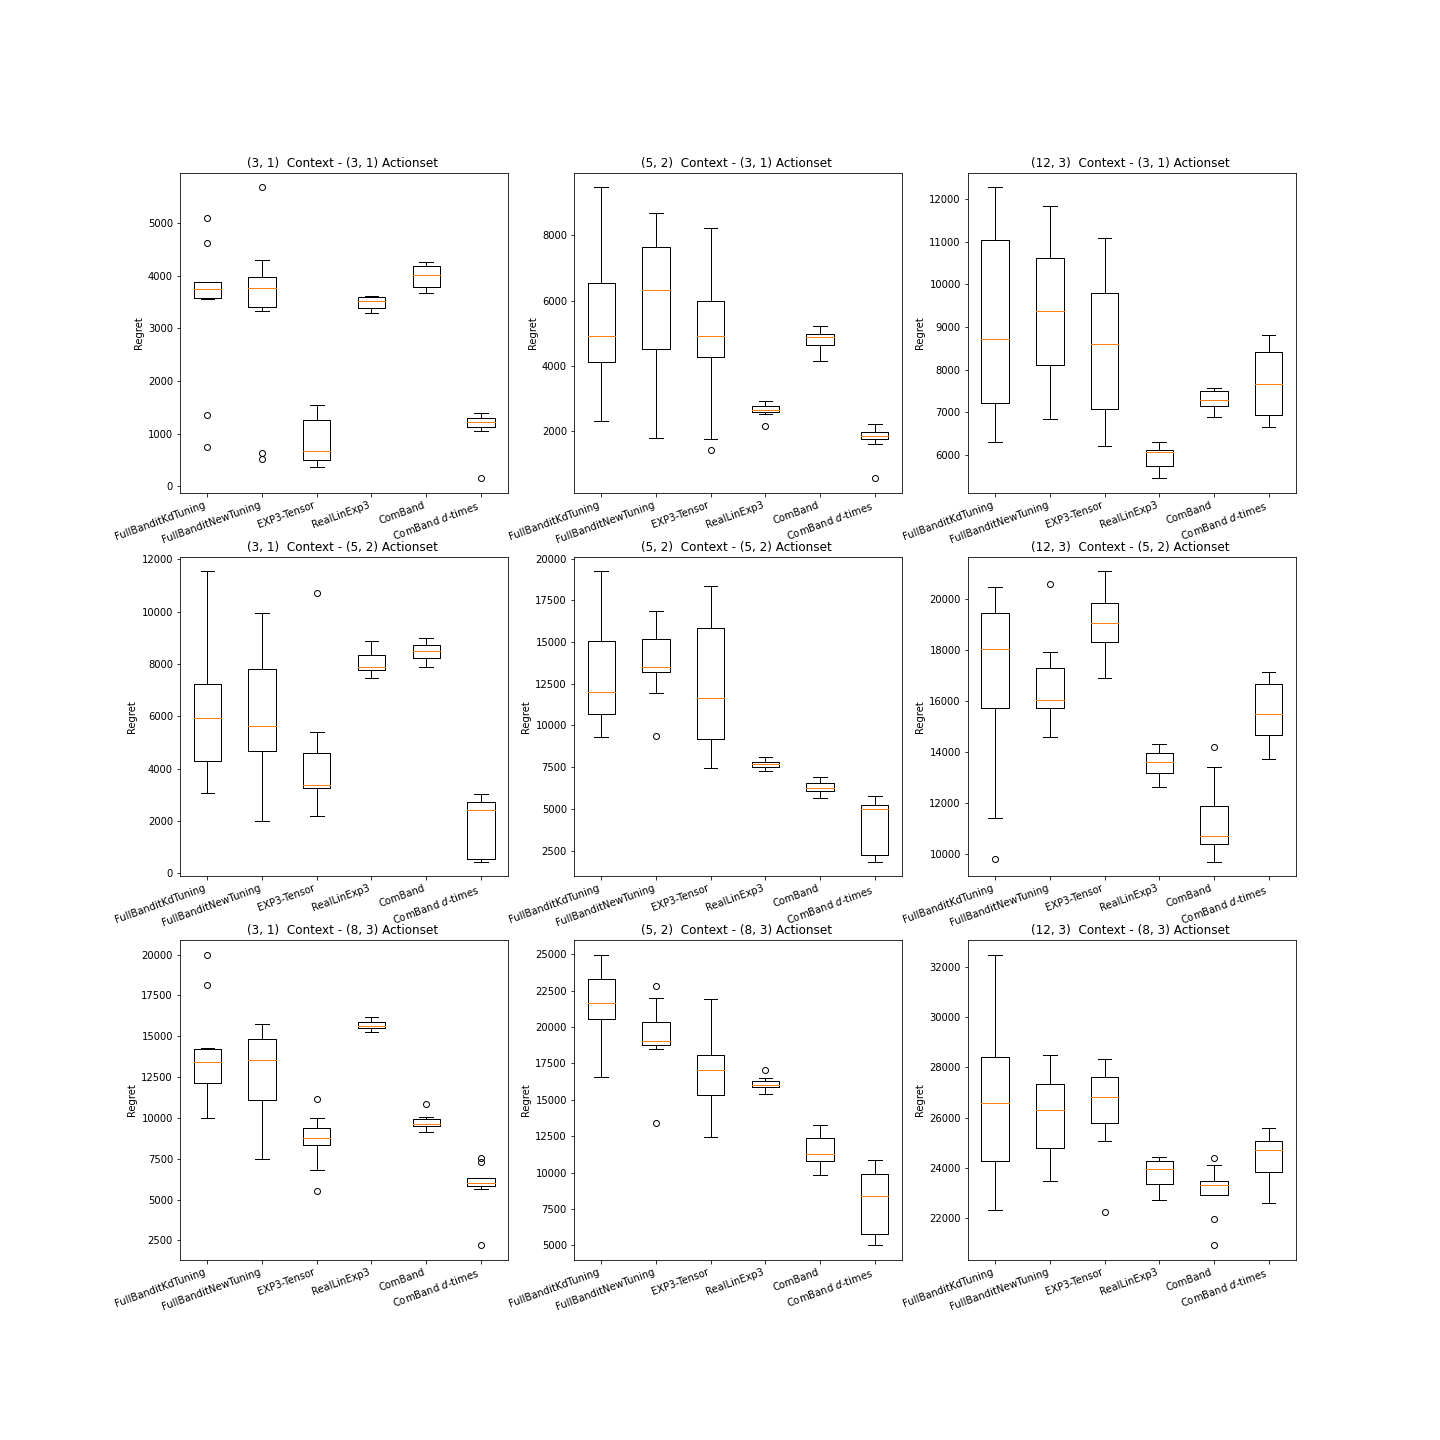 (3, 1)  Context - (3, 1) Actionset
Regret
5000
4000
3000
2000
1000
0
FullBanditKdTuning
FullBanditNewTuning
EXP3-Tensor
RealLinExp3
ComBand
ComBand d-times
(5, 2)  Context - (3, 1) Actionset
Regret
8000
6000
4000
2000
FullBanditKdTuning
FullBanditNewTuning
EXP3-Tensor
RealLinExp3
ComBand
ComBand d-times
(12, 3)  Context - (3, 1) Actionset
Regret
12000
11000
10000
9000
8000
7000
6000
FullBanditKdTuning
FullBanditNewTuning
EXP3-Tensor
RealLinExp3
ComBand
ComBand d-times
(3, 1)  Context - (5, 2) Actionset
Regret
12000
10000
8000
6000
4000
2000
0
FullBanditKdTuning
FullBanditNewTuning
EXP3-Tensor
RealLinExp3
ComBand
ComBand d-times
(5, 2)  Context - (5, 2) Actionset
Regret
20000
17500
15000
12500
10000
7500
5000
2500
FullBanditKdTuning
FullBanditNewTuning
EXP3-Tensor
RealLinExp3
ComBand
ComBand d-times
(12, 3)  Context - (5, 2) Actionset
Regret
20000
18000
16000
14000
12000
10000
FullBanditKdTuning
FullBanditNewTuning
EXP3-Tensor
RealLinExp3
ComBand
ComBand d-times
(3, 1)  Context - (8, 3) Actionset
Regret
20000
17500
15000
12500
10000
7500
5000
2500
FullBanditKdTuning
FullBanditNewTuning
EXP3-Tensor
RealLinExp3
ComBand
ComBand d-times
(5, 2)  Context - (8, 3) Actionset
Regret
25000
22500
20000
17500
15000
12500
10000
7500
5000
FullBanditKdTuning
FullBanditNewTuning
EXP3-Tensor
RealLinExp3
ComBand
ComBand d-times
(12, 3)  Context - (8, 3) Actionset
Regret
32000
30000
28000
26000
24000
22000
FullBanditKdTuning
FullBanditNewTuning
EXP3-Tensor
RealLinExp3
ComBand
ComBand d-times